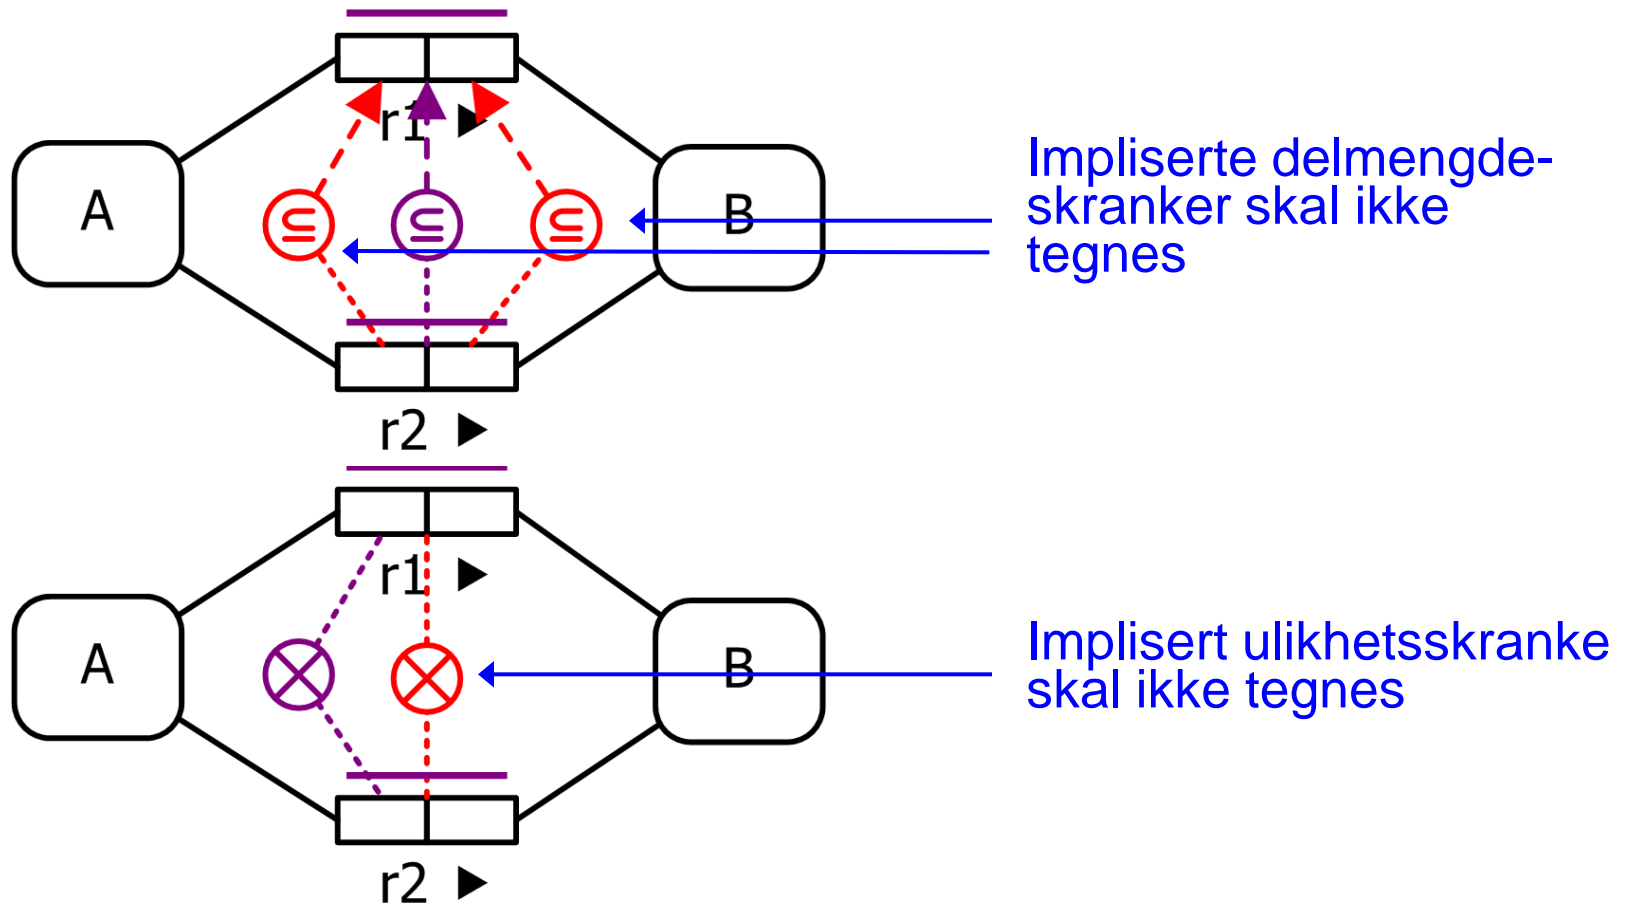 r1 ▶
A
⊆ ⊆ ⊆
B
Impliserte delmengde-
skranker skal ikke
tegnes
r2 ▶
r1 ▶
A
B
Implisert ulikhetsskranke
skal ikke tegnes
r2 ▶